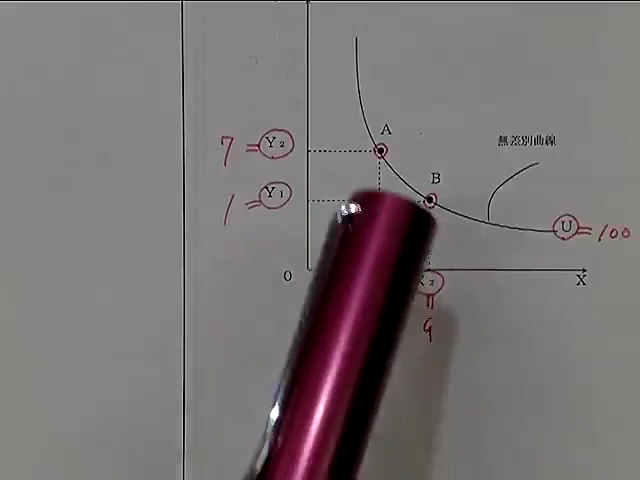 A
7 = Y₂
無差別曲線
B
1 = Y₁
U = 100
0
X₂
X
9